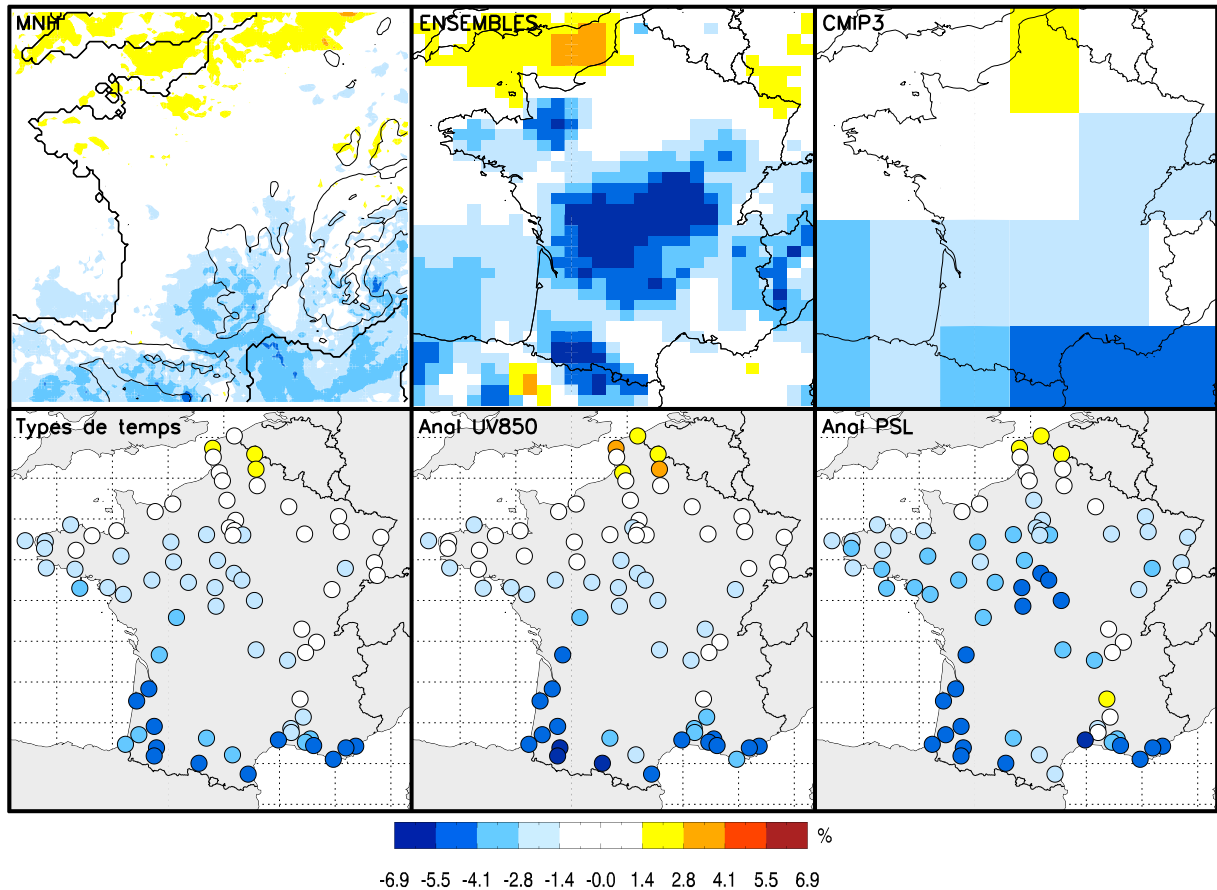 MNH
ENSEMBLES
CMIP3
Types de temps
Anal UV850
Anal PSL
%
-6.9 -5.5 -4.1 -2.8 -1.4 -0.0 1.4 2.8 4.1 5.5 6.9